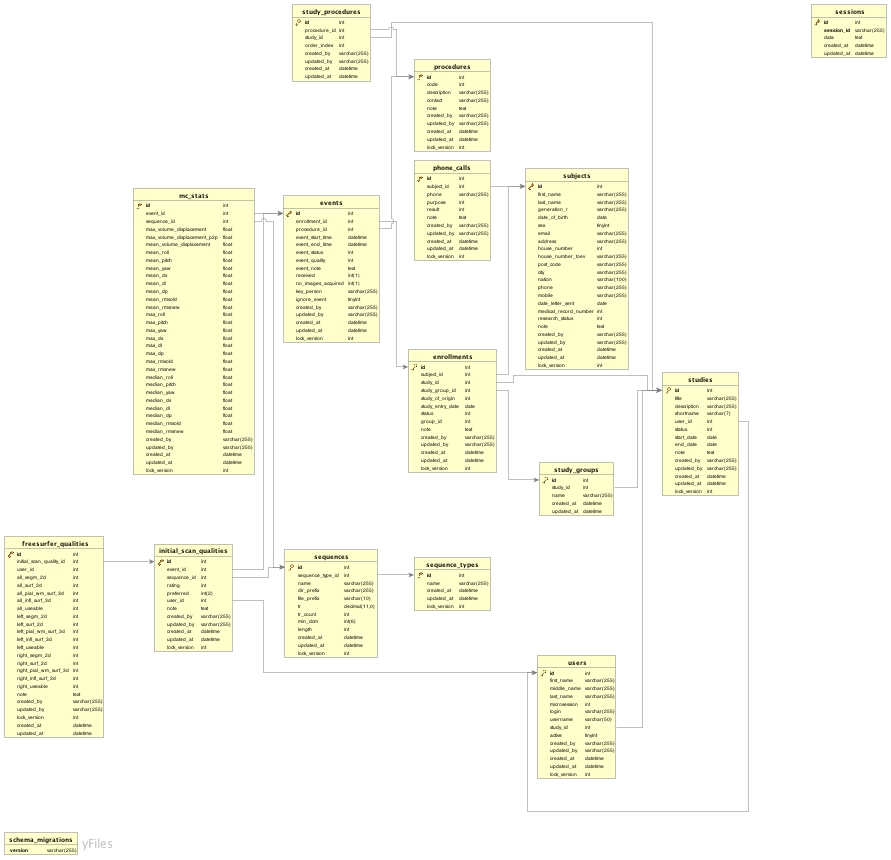 study_procedures
id int
procedure_id int
study_id int
order_index int
created_by varchar(255)
updated_by varchar(255)
created_at datetime
updated_at datetime
sessions
id int
session_id varchar(255)
data text
created_at datetime
updated_at datetime
procedures
id int
code int
description varchar(255)
contact varchar(255)
note text
created_by varchar(255)
updated_by varchar(255)
created_at datetime
updated_at datetime
lock_version int
phone_calls
id int
subject_id int
phone varchar(255)
purpose int
result int
note text
created_by varchar(255)
updated_by varchar(255)
created_at datetime
updated_at datetime
lock_version int
subjects
id int
first_name varchar(255)
last_name varchar(255)
generation_r varchar(255)
date_of_birth date
sex tinyint
email varchar(255)
address varchar(255)
house_number int
house_number_toev varchar(255)
post_code varchar(255)
city varchar(255)
nation varchar(100)
phone varchar(255)
mobile varchar(255)
date_letter_sent date
medical_record_number int
research_status int
note text
created_by varchar(255)
updated_by varchar(255)
created_at datetime
updated_at datetime
lock_version int
mc_stats
id int
event_id int
sequence_id int
max_volume_displacement float
max_volume_displacement_p2p float
mean_volume_displacement float
mean_roll float
mean_pitch float
mean_yaw float
mean_ds float
mean_dl float
mean_dp float
mean_rmsold float
mean_rmsnew float
max_roll float
max_pitch float
max_yaw float
max_ds float
max_dl float
max_dp float
max_rmsold float
max_rmsnew float
median_roll float
median_pitch float
median_yaw float
median_ds float
median_dl float
median_dp float
median_rmsold float
median_rmsnew float
created_by varchar(255)
updated_by varchar(255)
created_at datetime
updated_at datetime
lock_version int
events
id int
enrollment_id int
procedure_id int
event_start_time datetime
event_end_time datetime
event_status int
event_quality int
event_note text
received int(1)
no_images_acquired int(1)
key_person varchar(255)
ignore_event tinyint
created_by varchar(255)
updated_by varchar(255)
created_at datetime
updated_at datetime
lock_version int
enrollments
id int
subject_id int
study_id int
study_group_id int
study_of_origin int
study_entry_date date
status int
group_id int
note text
created_by varchar(255)
updated_by varchar(255)
created_at datetime
updated_at datetime
lock_version int
studies
id int
title varchar(255)
description varchar(255)
shortname varchar(7)
user_id int
status int
start_date date
end_date date
note text
created_by varchar(255)
updated_by varchar(255)
created_at datetime
updated_at datetime
lock_version int
study_groups
id int
study_id int
name varchar(255)
created_at datetime
updated_at datetime
freesurfer_qualities
id int
initial_scan_quality_id int
user_id int
all_segm_2d int
all_surf_2d int
all_pial_wm_surf_3d int
all_infl_surf_3d int
all_useable int
left_segm_2d int
left_surf_2d int
left_pial_wm_surf_3d int
left_infl_surf_3d int
left_useable int
right_segm_2d int
right_surf_2d int
right_pial_wm_surf_3d int
right_infl_surf_3d int
right_useable int
note text
created_by varchar(255)
updated_by varchar(255)
lock_version int
created_at datetime
updated_at datetime
initial_scan_qualities
id int
event_id int
sequence_id int
rating int
preferred int(2)
user_id int
note text
created_by varchar(255)
updated_by varchar(255)
created_at datetime
updated_at datetime
lock_version int
sequences
id int
sequence_type_id int
name varchar(255)
dir_prefix varchar(255)
file_prefix varchar(10)
tr decimal(11,0)
tr_count int
min_dcm int(6)
length int
created_at datetime
updated_at datetime
lock_version int
sequence_types
id int
name varchar(255)
created_at datetime
updated_at datetime
lock_version int
users
id int
first_name varchar(255)
middle_name varchar(255)
last_name varchar(255)
microsession int
login varchar(255)
username varchar(50)
study_id int
active tinyint
created_by varchar(255)
updated_by varchar(255)
created_at datetime
updated_at datetime
lock_version int
schema_migrations
version varchar(255)
yFiles